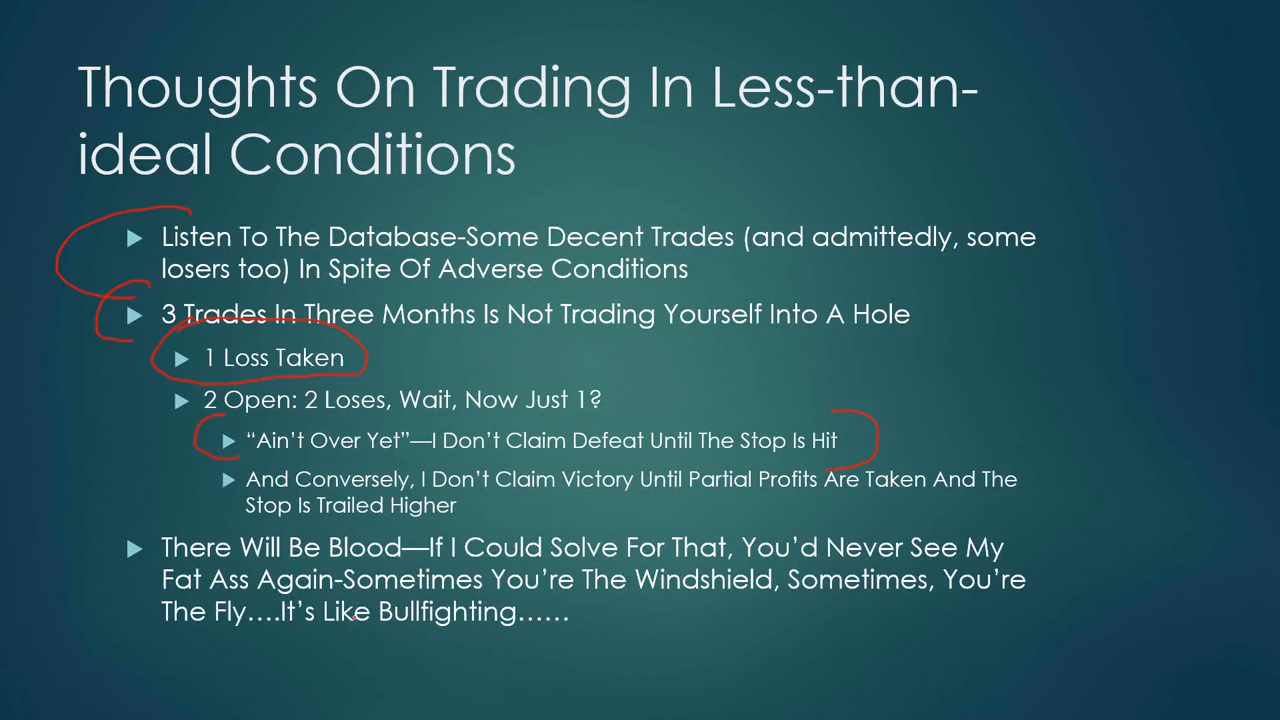 Thoughts On Trading In Less-than-
ideal Conditions
Listen To The Database-Some Decent Trades (and admittedly, some
losers too) In Spite Of Adverse Conditions
3 Trades In Three Months Is Not Trading Yourself Into A Hole
1 Loss Taken
2 Open: 2 Loses, Wait, Now Just 1?
“Ain’t Over Yet”—I Don’t Claim Defeat Until The Stop Is Hit
And Conversely, I Don’t Claim Victory Until Partial Profits Are Taken And The
Stop Is Trailed Higher
There Will Be Blood—If I Could Solve For That, You’d Never See My
Fat Ass Again-Sometimes You’re The Windshield, Sometimes, You’re
The Fly….It’s Like Bullfighting……